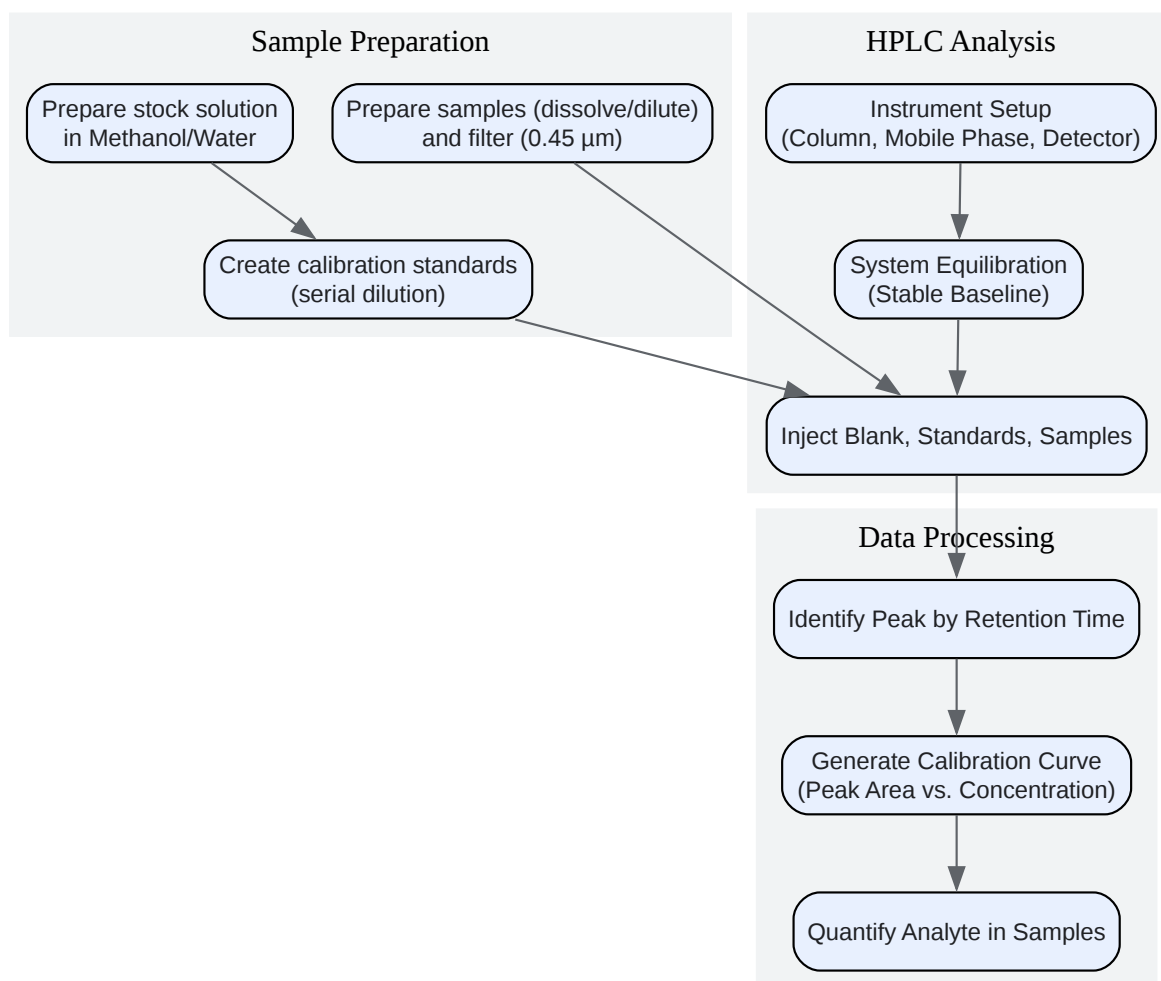 Sample Preparation
Prepare stock solution
in Methanol/Water
Prepare samples (dissolve/dilute)
and filter (0.45 µm)
Create calibration standards
(serial dilution)
HPLC Analysis
Instrument Setup
(Column, Mobile Phase, Detector)
System Equilibration
(Stable Baseline)
Inject Blank, Standards, Samples
Data Processing
Identify Peak by Retention Time
Generate Calibration Curve
(Peak Area vs. Concentration)
Quantify Analyte in Samples